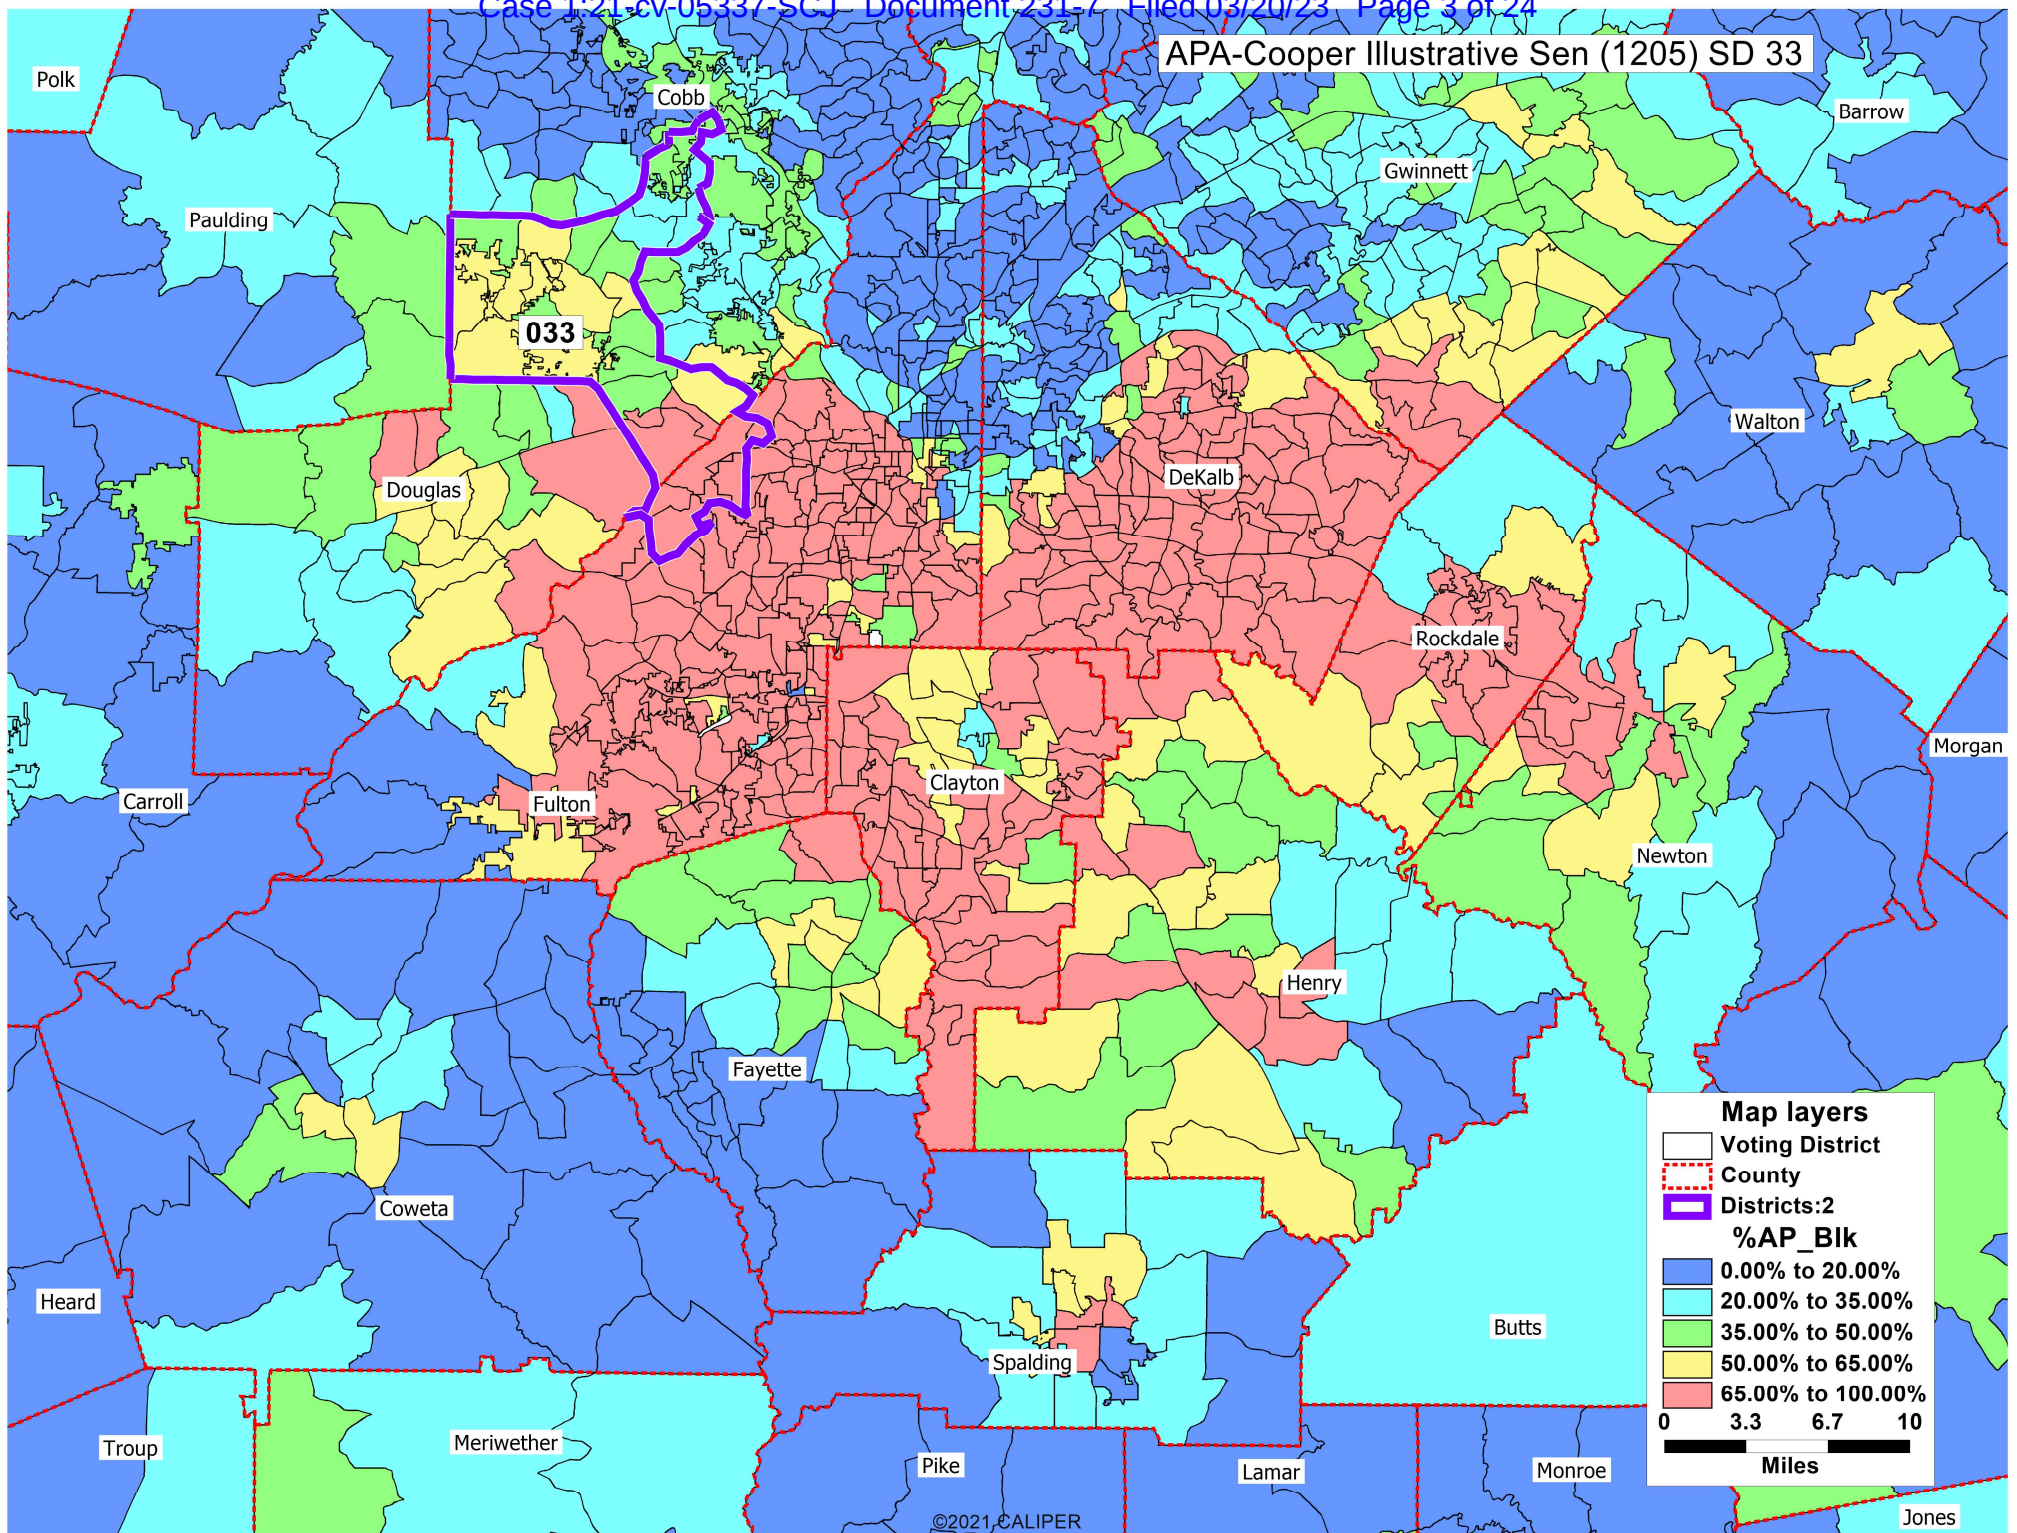 Case 1:21-cv-05337-SCJ Document 231-7 Filed 03/20/23 Page 3 of 24
APA-Cooper Illustrative Sen (1205) SD 33
Polk
Cobb
Barrow
Gwinnett
Paulding
033
Walton
DeKalb
Douglas
Rockdale
Morgan
Clayton
Carroll
Fulton
Newton
Henry
Fayette
Coweta
Heard
Butts
Spalding
Troup
Meriwether
Pike
Lamar
Monroe
Jones
Map layers
Voting District
County
Districts:2
%AP_Blk
0.00% to 20.00%
20.00% to 35.00%
35.00% to 50.00%
50.00% to 65.00%
65.00% to 100.00%
0 3.3 6.7 10
Miles
©2021 CALIPER